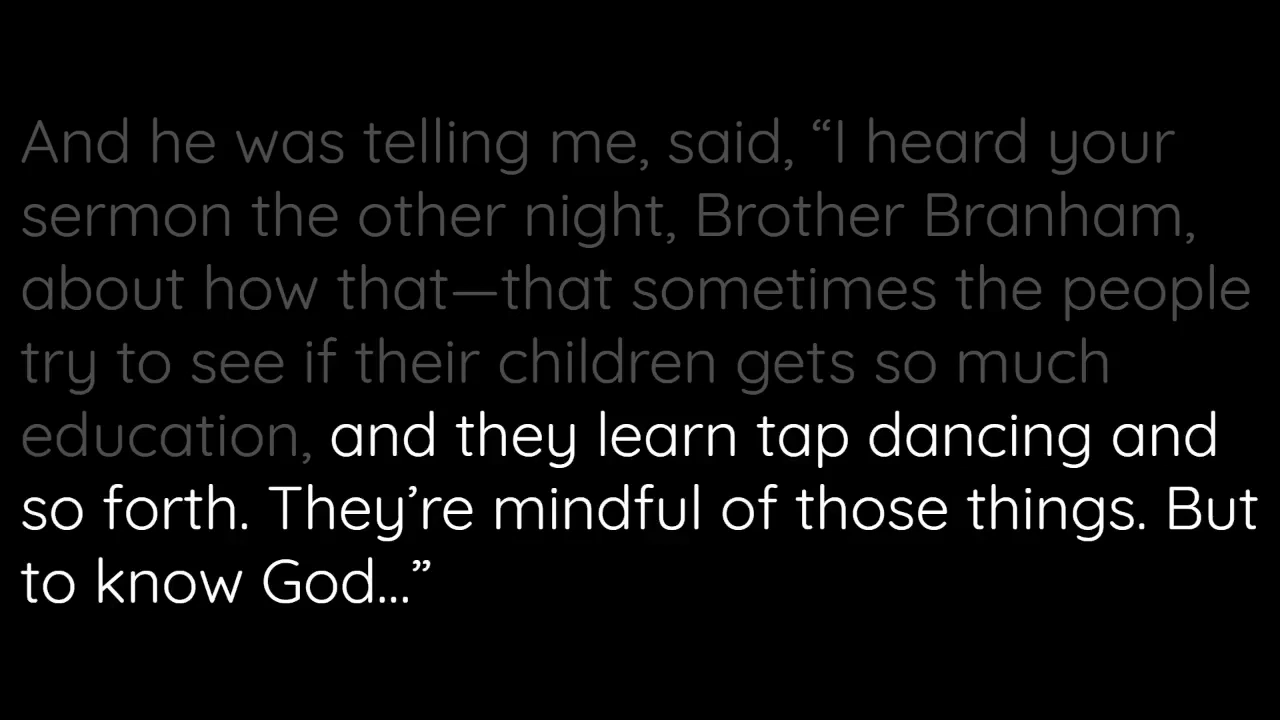 And he was telling me, said, “I heard your
sermon the other night, Brother Branham,
about how that—that sometimes the people
try to see if their children gets so much
education, and they learn tap dancing and
so forth. They’re mindful of those things. But
to know God...”